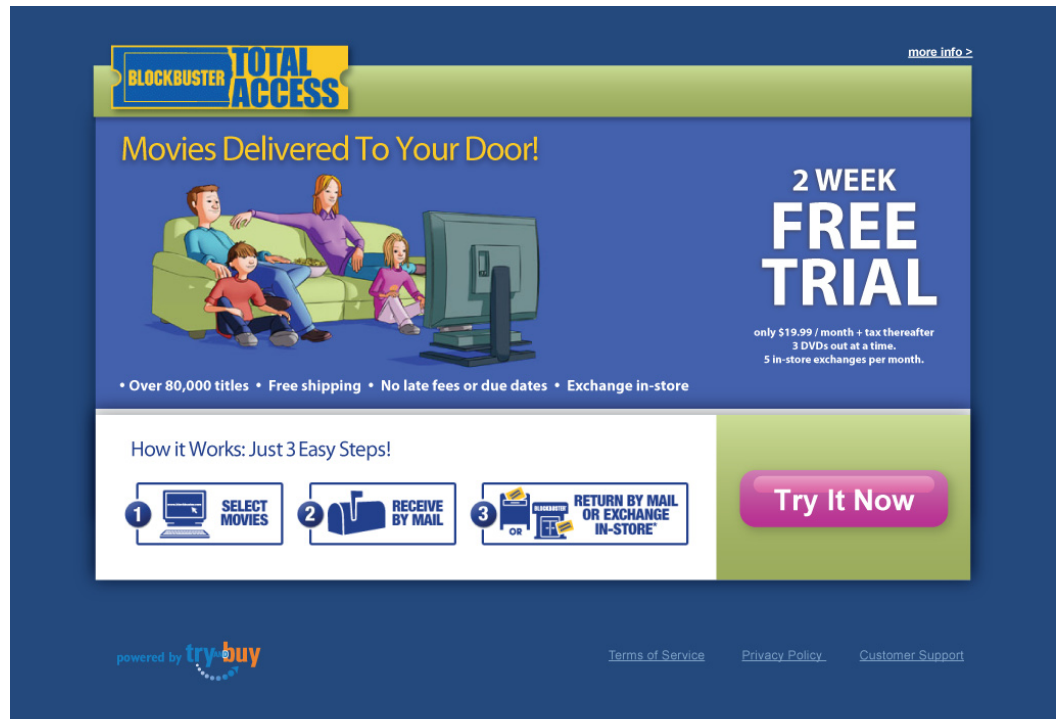 more info >
BLOCKBUSTER TOTAL
ACCESS
Movies Delivered To Your Door!
2 WEEK
FREE
TRIAL
only $19.99 / month + tax thereafter
3 DVDs out at a time.
5 in-store exchanges per month.
• Over 80,000 titles • Free shipping • No late fees or due dates • Exchange in-store
How it Works: Just 3 Easy Steps!
1 SELECT
MOVIES
2 RECEIVE
BY MAIL
3 OR BLOCKBUSTER RETURN BY MAIL
OR EXCHANGE
IN-STORE*
Try It Now
powered by try and buy
Terms of Service Privacy Policy Customer Support